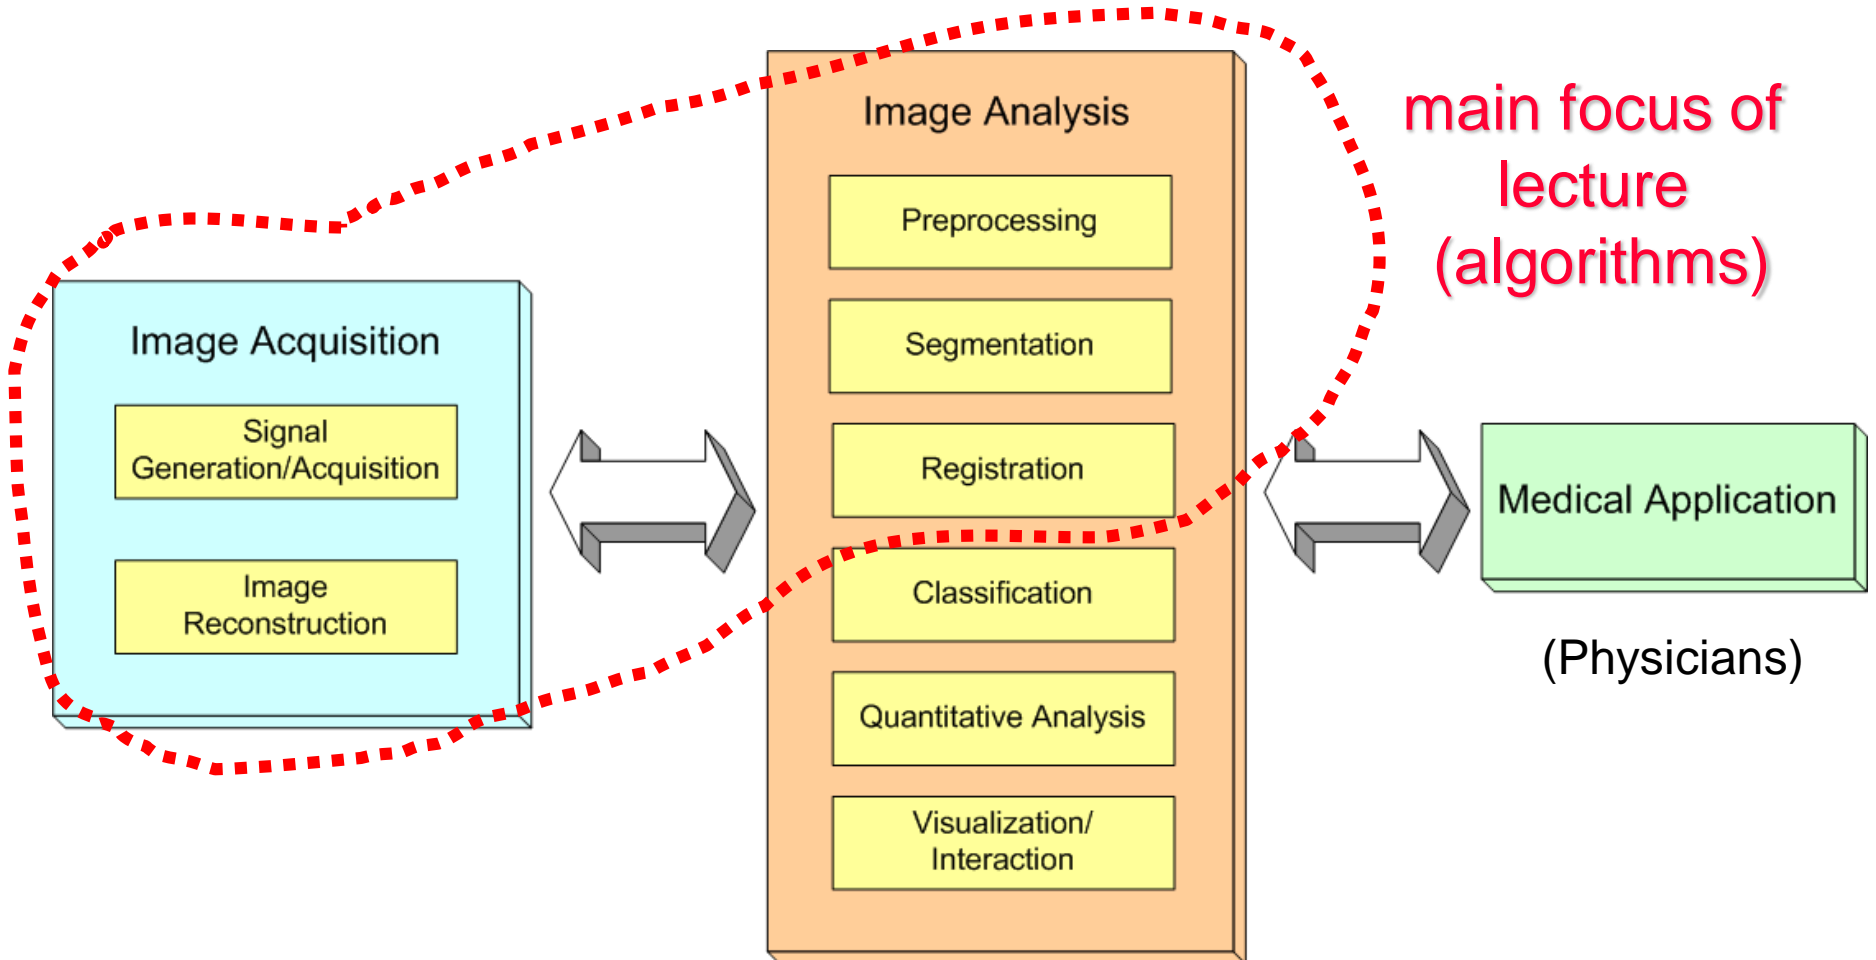 Image Acquisition
Signal
Generation/Acquisition
Image
Reconstruction
Image Analysis
Preprocessing
Segmentation
Registration
Classification
Quantitative Analysis
Visualization/
Interaction
main focus of
lecture
(algorithms)
Medical Application
(Physicians)